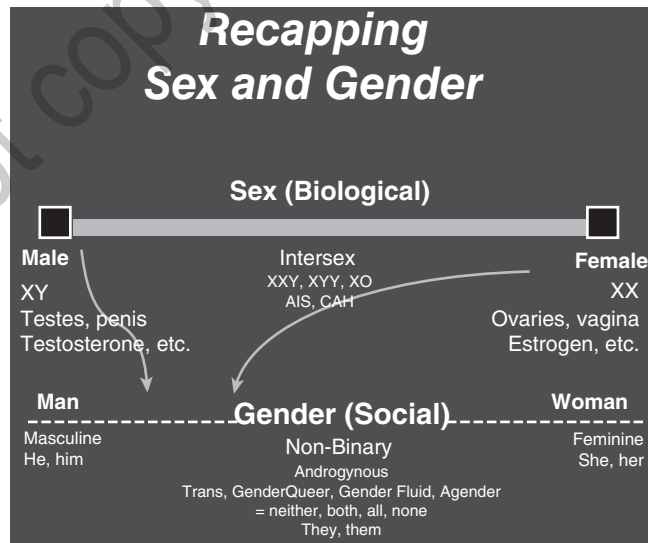 Recapping
Sex and Gender
Sex (Biological)
Male
XY
Testes, penis
Testosterone, etc.
Intersex
XXY, XYY, XO
AIS, CAH
Female
XX
Ovaries, vagina
Estrogen, etc.
Man
Masculine
He, him
Gender (Social)
Non-Binary
Androgynous
Trans, GenderQueer, Gender Fluid, Agender
= neither, both, all, none
They, them
Woman
Feminine
She, her